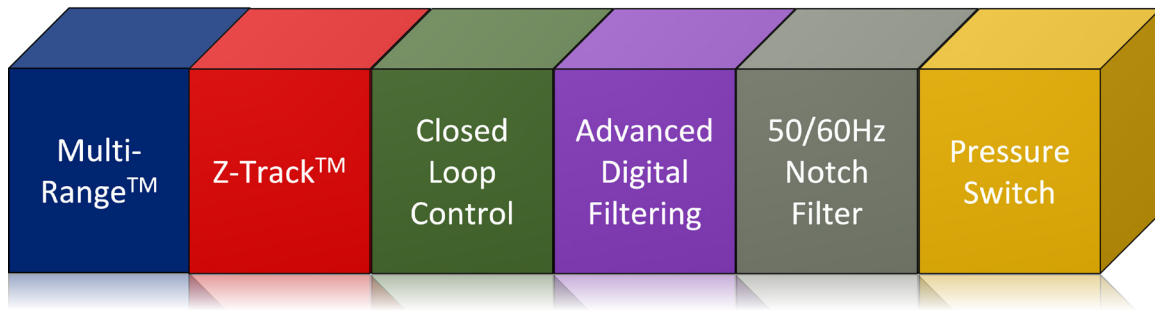 Multi-
Range™
Z-Track™
Closed
Loop
Control
Advanced
Digital
Filtering
50/60Hz
Notch
Filter
Pressure
Switch